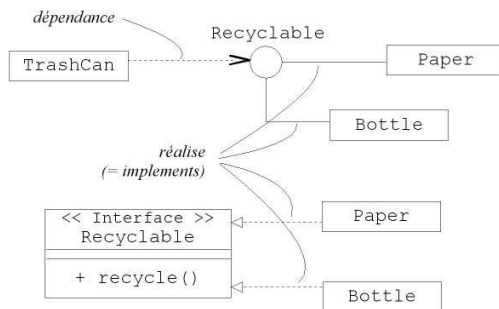 dépendance
Recyclable
TrashCan
Paper
Bottle
réalise
(= implements)
<< Interface >>
Recyclable
Paper
+ recycle()
Bottle